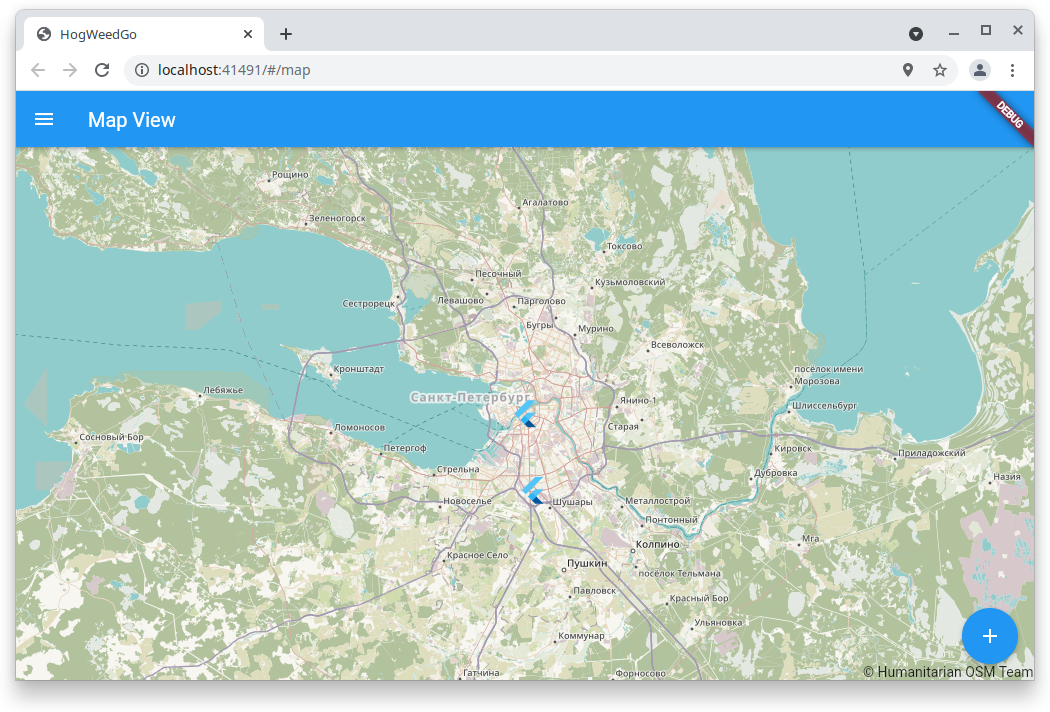 HogWeedGo
localhost:41491/#/map
Map View
DEBUG
Рощино
Агалатово
Зеленогорск
Токсово
Песочный
Кузьмоловский
Сестрорецк
Левашово
Парголово
Бугры
Мурино
Всеволожск
Кронштадт
посёлок имени
Морозова
Лебяжье
Санкт-Петербург
Янино-1
Шлиссельбург
Ломоносов
Старая
Сосновый Бор
Петергоф
Кировск
Приладожский
Стрельна
Дубровка
Назия
Новоселье
Шушары
Металлострой
Понтонный
Мга
Колпино
Красное Село
Пушкин
посёлок Тельмана
Павловск
Красный Бор
Ульяновка
Коммунар
Гатчина
Форносово
© Humanitarian OSM Team